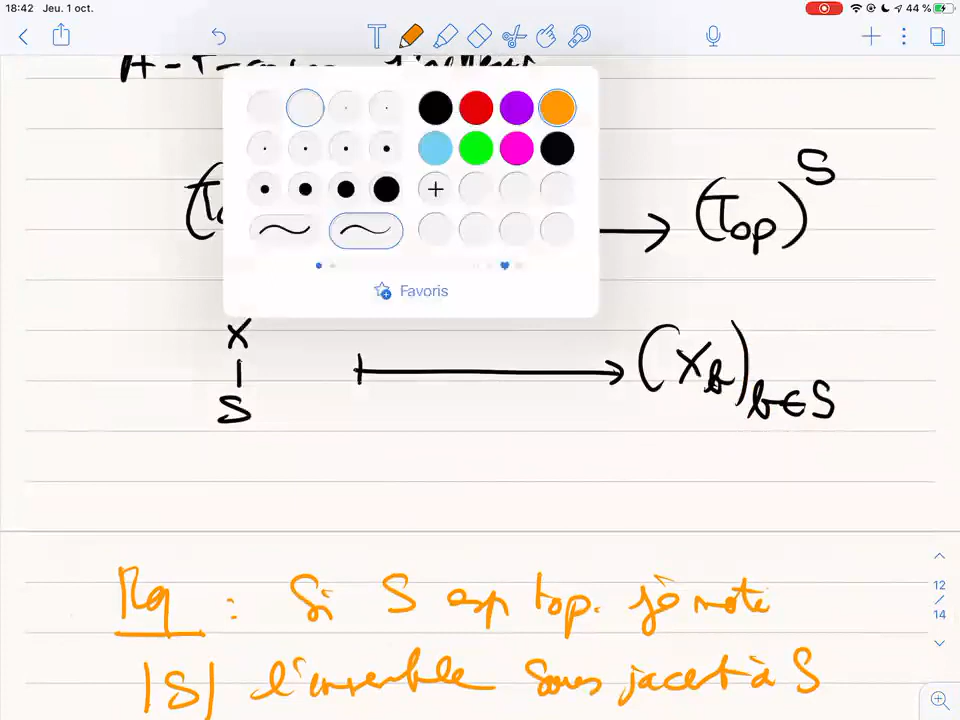 18:42 Jeu. 1 oct.
44 %
(Top)^S
Favoris
X
|
S
(X_b)_{b∈S}
12
/
14
Rq : Si S esp top. je note
|S| l'ensemble sous jacent à S